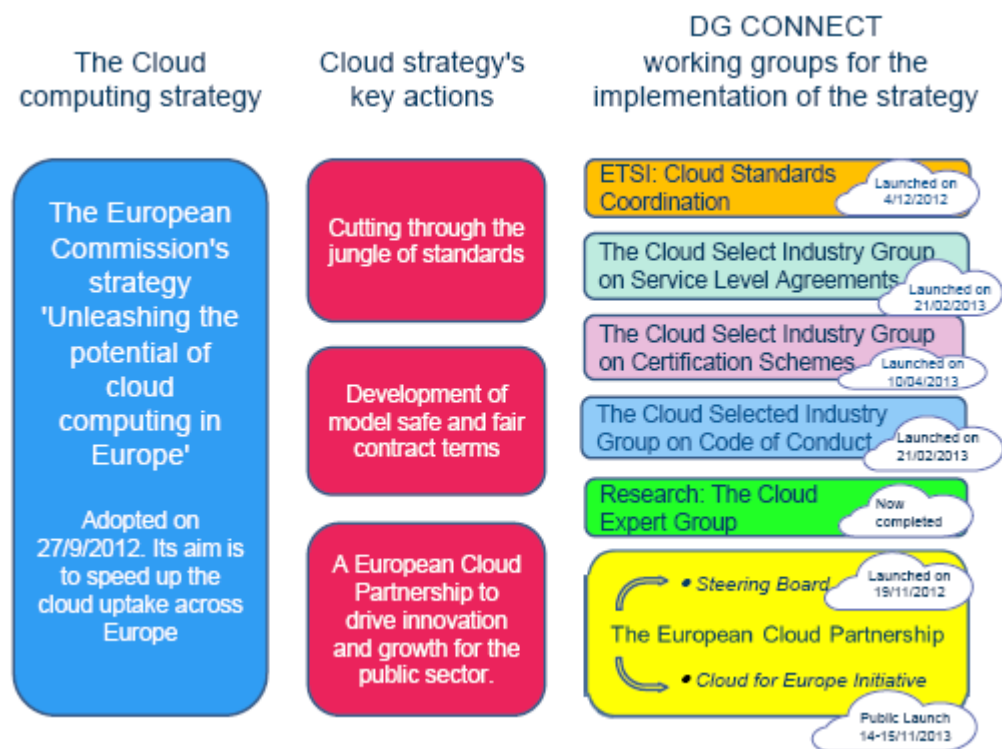 The Cloud
computing strategy
Cloud strategy's
key actions
DG CONNECT
working groups for the
implementation of the strategy
The European
Commission's
strategy
'Unleashing the
potential of
cloud
computing in
Europe'
Adopted on
27/9/2012. Its aim is
to speed up the
cloud uptake across
Europe
Cutting through the
jungle of standards
Development of
model safe and fair
contract terms
A European Cloud
Partnership to
drive innovation
and growth for the
public sector.
ETSI: Cloud Standards
Coordination
Launched on
4/12/2012
The Cloud Select Industry Group
on Service Level Agreements
Launched on
21/02/2013
The Cloud Select Industry Group
on Certification Schemes
Launched on
10/04/2013
The Cloud Selected Industry
Group on Code of Conduct
Launched on
21/02/2013
Research: The Cloud
Expert Group
Now
completed
• Steering Board
Launched on
19/11/2012
The European Cloud Partnership
• Cloud for Europe Initiative
Public Launch
14-15/11/2013